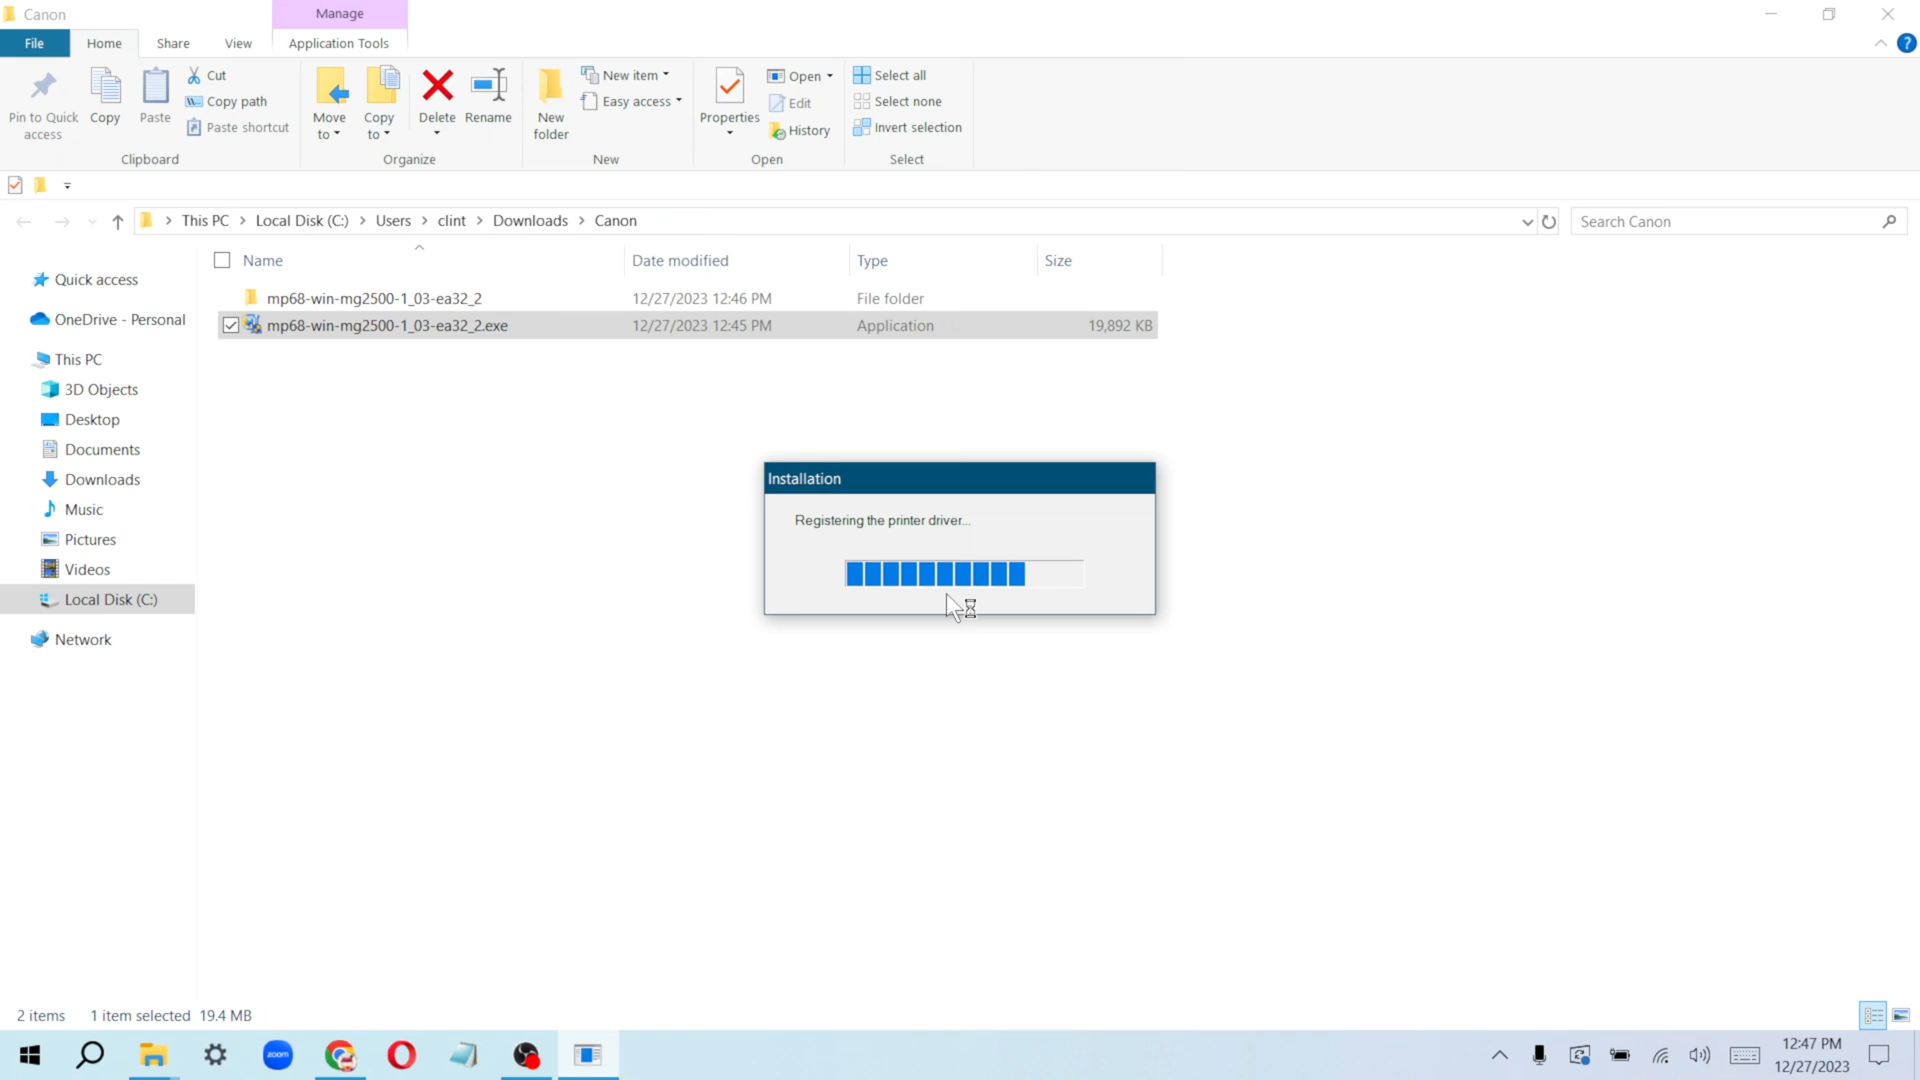 Canon
Manage
File
Home
Share
View
Application Tools
Pin to Quick
access
Copy
Paste
Cut
Copy path
Paste shortcut
Clipboard
Move
to
Copy
to
Delete
Rename
Organize
New
folder
New item
Easy access
New
Properties
Open
Edit
History
Open
Select all
Select none
Invert selection
Select
This PC
Local Disk (C:)
Users
clint
Downloads
Canon
Search Canon
Name
Date modified
Type
Size
mp68-win-mg2500-1_03-ea32_2
12/27/2023 12:46 PM
File folder
mp68-win-mg2500-1_03-ea32_2.exe
12/27/2023 12:45 PM
Application
19,892 KB
Quick access
OneDrive - Personal
This PC
3D Objects
Desktop
Documents
Downloads
Music
Pictures
Videos
Local Disk (C:)
Network
Installation
Registering the printer driver...
2 items
1 item selected 19.4 MB
zoom
12:47 PM
12/27/2023